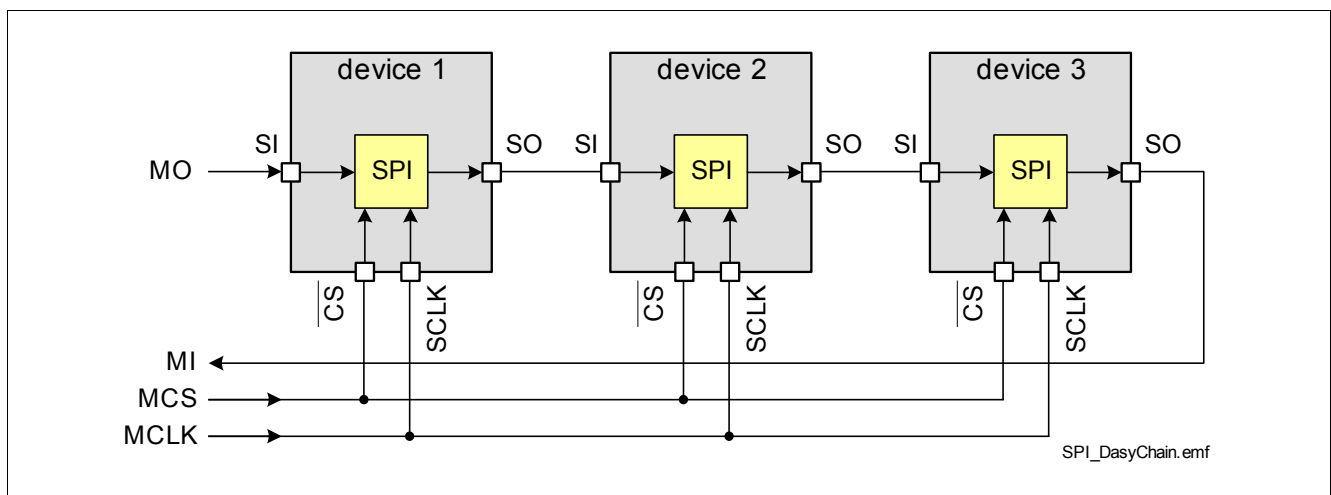 device 1
device 2
device 3
SI
SO
SI
SO
SI
SO
MO
SPI
SPI
SPI
CS
SCLK
CS
SCLK
CS
SCLK
MI
MCS
MCLK
SPI_DasyChain.emf